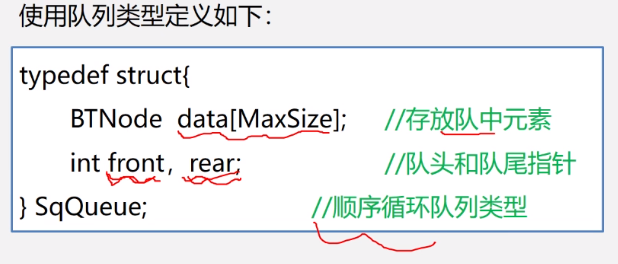 使用队列类型定义如下：
typedef struct{
BTNode data[MaxSize]; //存放队中元素
int front，rear; //队头和队尾指针
} SqQueue; //顺序循环队列类型